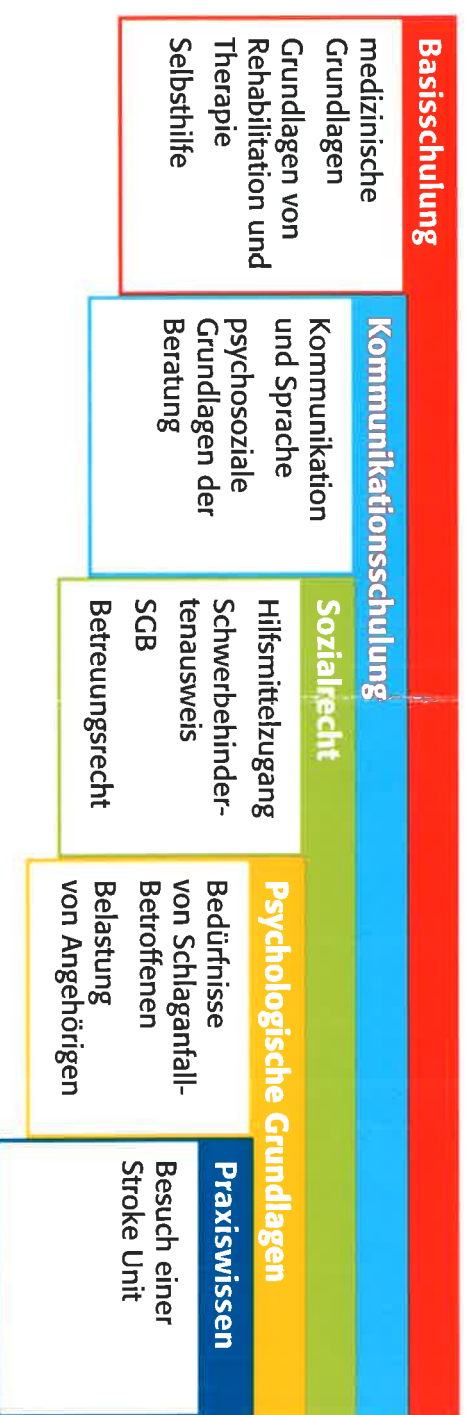 Basisschulung
medizinische
Grundlagen
Grundlagen von
Rehabilitation und
Therapie
Selbsthilfe
Kommunikationsschulung
Kommunikation
und Sprache
psychosoziale
Grundlagen der
Beratung
Sozialrecht
Hilfsmittelzugang
Schwerbehinder-
tenausweis
SGB
Betreuungsrecht
Psychologische Grundlagen
Bedürfnisse
von Schlaganfall-
Betroffenen
Belastung
von Angehörigen
Praxiswissen
Besuch einer
Stroke Unit